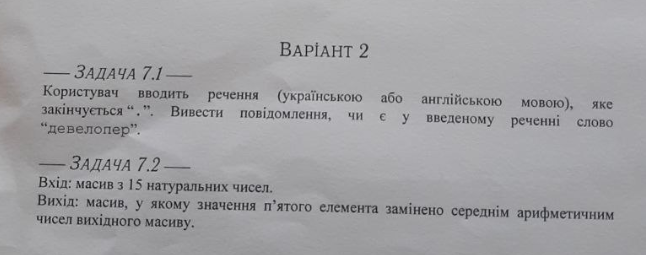 ВАРІАНТ 2
— ЗАДАЧА 7.1 —
Користувач вводить речення (українською або англійською мовою), яке
закінчується “.”. Вивести повідомлення, чи є у введеному реченні слово
“девелопер”.
— ЗАДАЧА 7.2 —
Вхід: масив з 15 натуральних чисел.
Вихід: масив, у якому значення п’ятого елемента замінено середнім арифметичним
чисел вихідного масиву.